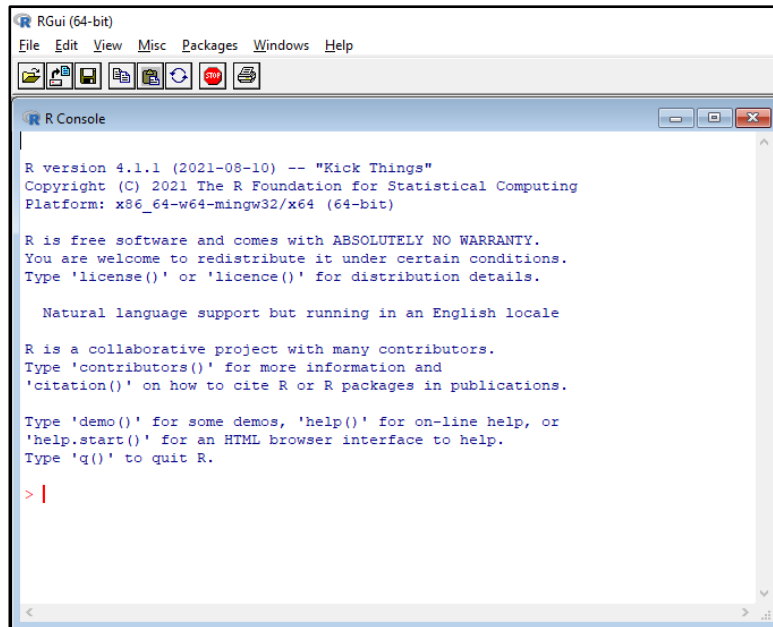 RGui (64-bit)
File Edit View Misc Packages Windows Help
STOP
R Console
R version 4.1.1 (2021-08-10) -- "Kick Things"
Copyright (C) 2021 The R Foundation for Statistical Computing
Platform: x86_64-w64-mingw32/x64 (64-bit)
R is free software and comes with ABSOLUTELY NO WARRANTY.
You are welcome to redistribute it under certain conditions.
Type 'license()' or 'licence()' for distribution details.
Natural language support but running in an English locale
R is a collaborative project with many contributors.
Type 'contributors()' for more information and
'citation()' on how to cite R or R packages in publications.
Type 'demo()' for some demos, 'help()' for on-line help, or
'help.start()' for an HTML browser interface to help.
Type 'q()' to quit R.
>